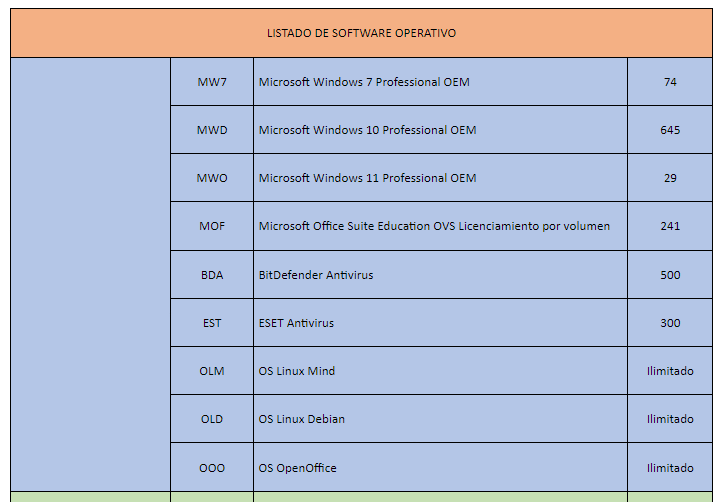 LISTADO DE SOFTWARE OPERATIVO
MW7 Microsoft Windows 7 Professional OEM 74
MWD Microsoft Windows 10 Professional OEM 645
MWO Microsoft Windows 11 Professional OEM 29
MOF Microsoft Office Suite Education OVS Licenciamiento por volumen 241
BDA BitDefender Antivirus 500
EST ESET Antivirus 300
OLM OS Linux Mind Ilimitado
OLD OS Linux Debian Ilimitado
OOO OS OpenOffice Ilimitado